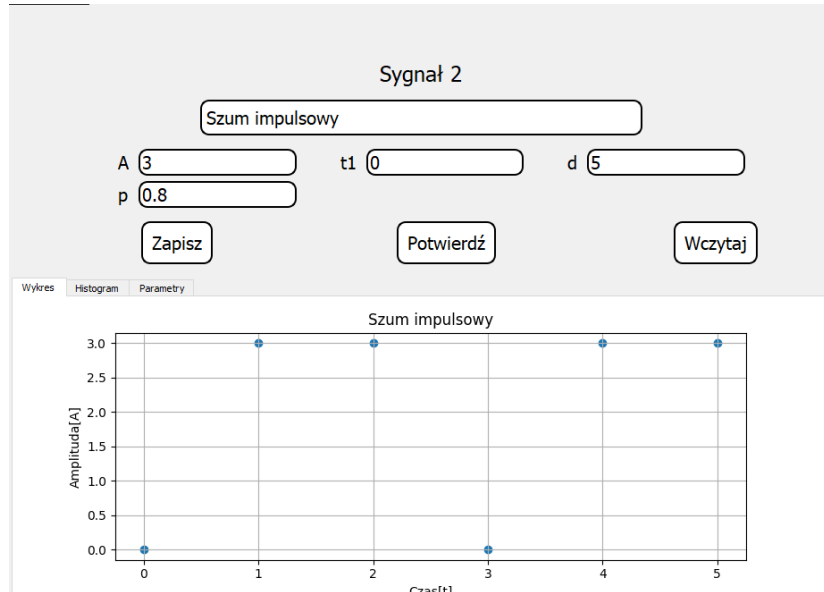 Sygnał 2
Szum impulsowy
A 3 t1 0 d 5
p 0.8
Zapisz Potwierdź Wczytaj
Wykres Histogram Parametry
Szum impulsowy
3.0
2.5
2.0
1.5
1.0
0.5
0.0
Amplituda[A]
0 1 2 3 4 5
Czas[t]